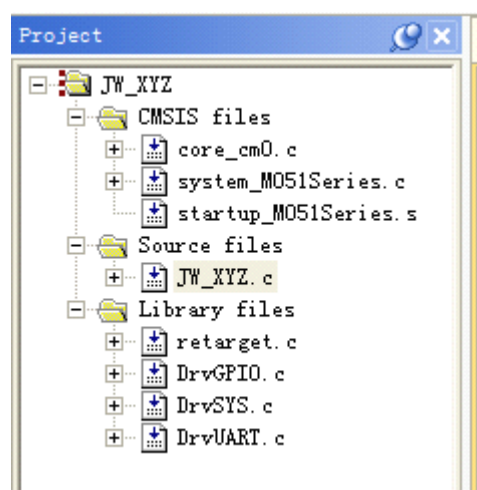 Project
JW_XYZ
CMSIS files
core_cm0.c
system_M051Series.c
startup_M051Series.s
Source files
JW_XYZ.c
Library files
retarget.c
DrvGPIO.c
DrvSYS.c
DrvUART.c